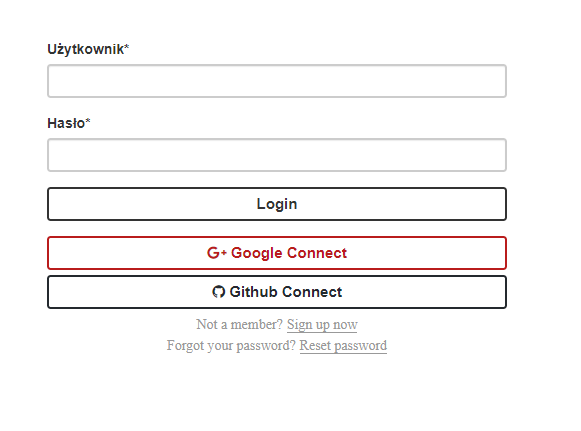 Użytkownik*
Hasło*
Login
G+ Google Connect
Github Connect
Not a member? Sign up now
Forgot your password? Reset password